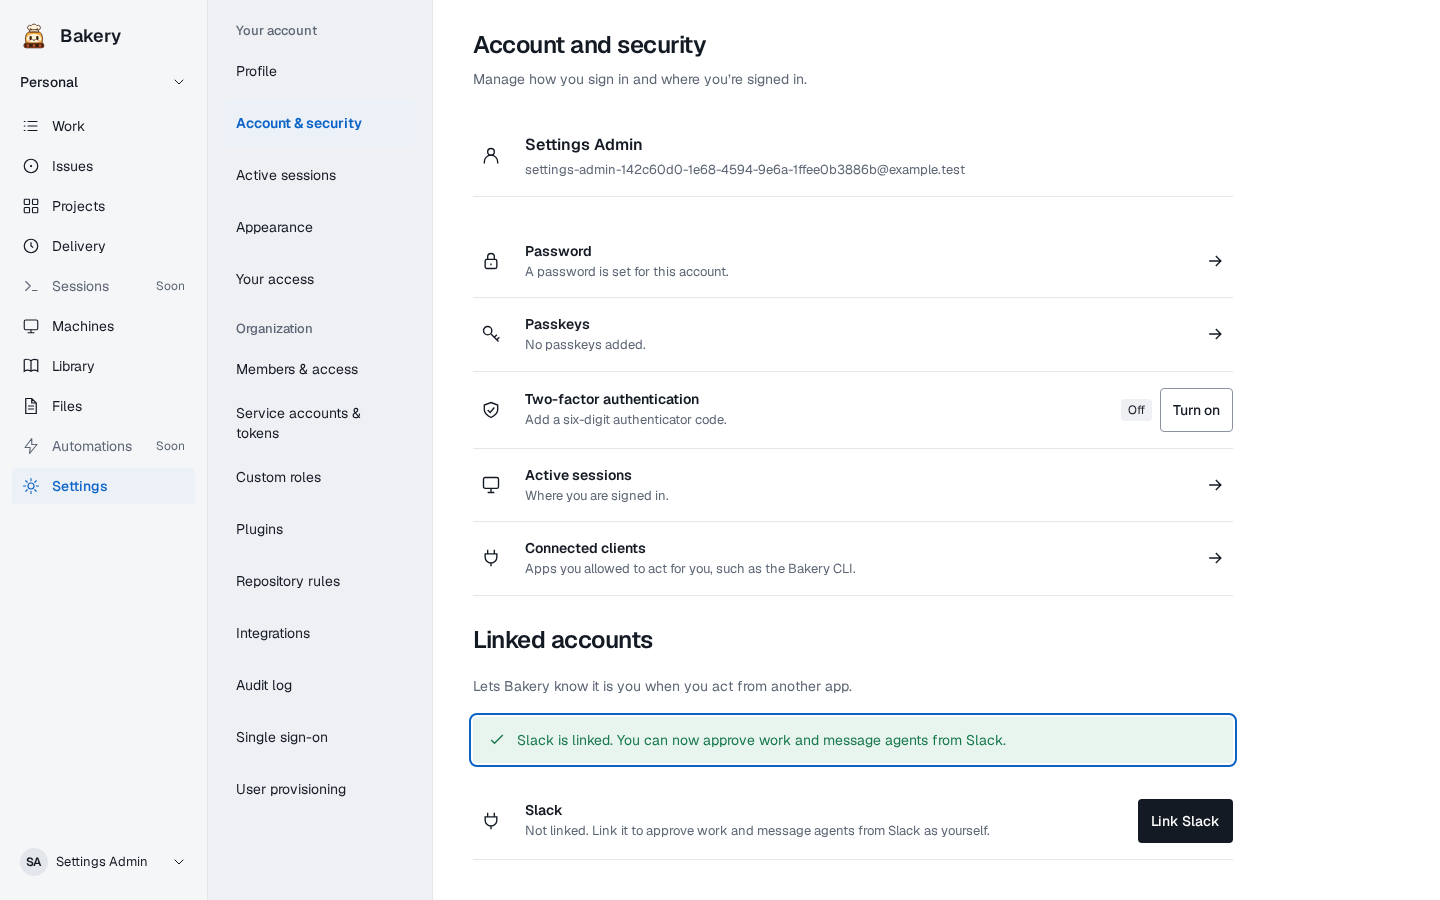 Bakery
Personal
Work
Issues
Projects
Delivery
Sessions Soon
Machines
Library
Files
Automations Soon
Settings
SA Settings Admin
Your account
Profile
Account & security
Active sessions
Appearance
Your access
Organization
Members & access
Service accounts &
tokens
Custom roles
Plugins
Repository rules
Integrations
Audit log
Single sign-on
User provisioning
Account and security
Manage how you sign in and where you're signed in.
Settings Admin
settings-admin-142c60d0-1e68-4594-9e6a-1ffee0b3886b@example.test
Password
A password is set for this account.
Passkeys
No passkeys added.
Two-factor authentication
Add a six-digit authenticator code.
Off Turn on
Active sessions
Where you are signed in.
Connected clients
Apps you allowed to act for you, such as the Bakery CLI.
Linked accounts
Lets Bakery know it is you when you act from another app.
Slack is linked. You can now approve work and message agents from Slack.
Slack
Not linked. Link it to approve work and message agents from Slack as yourself.
Link Slack